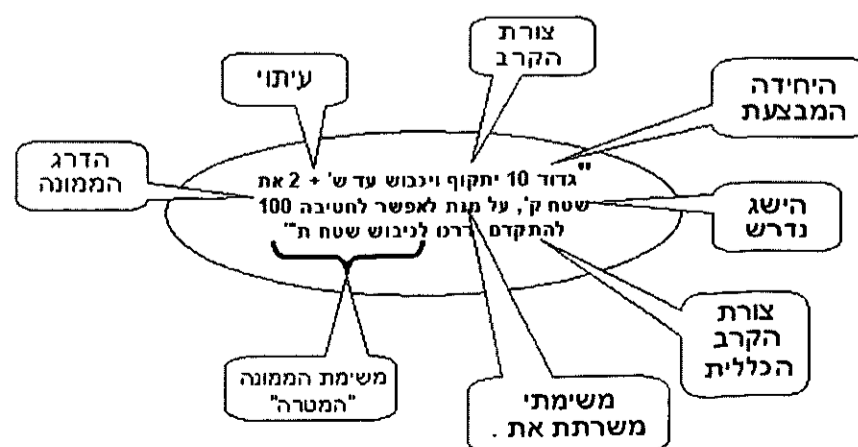 צורת
הקרב
עיתוי
היחידה
המבצעת
הדרג
הממונה
"גדוד 10 יתקוף ויכבוש עד ש' + 2 את
שטח ק', על מנת לאפשר לחטיבה 100
להתקדם דרכו לכיבוש שטח ת'"
הישג
נדרש
צורת
הקרב
הכללית
משימת הממונה
"המטרה"
משימתי
משרתת את .